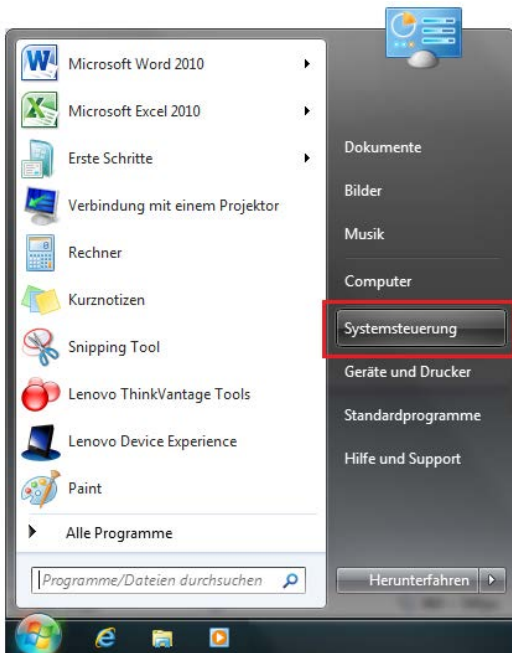 Microsoft Word 2010
Microsoft Excel 2010
Erste Schritte
Verbindung mit einem Projektor
Rechner
Kurznotizen
Snipping Tool
Lenovo ThinkVantage Tools
Lenovo Device Experience
Paint
Alle Programme
Programme/Dateien durchsuchen
Dokumente
Bilder
Musik
Computer
Systemsteuerung
Geräte und Drucker
Standardprogramme
Hilfe und Support
Herunterfahren